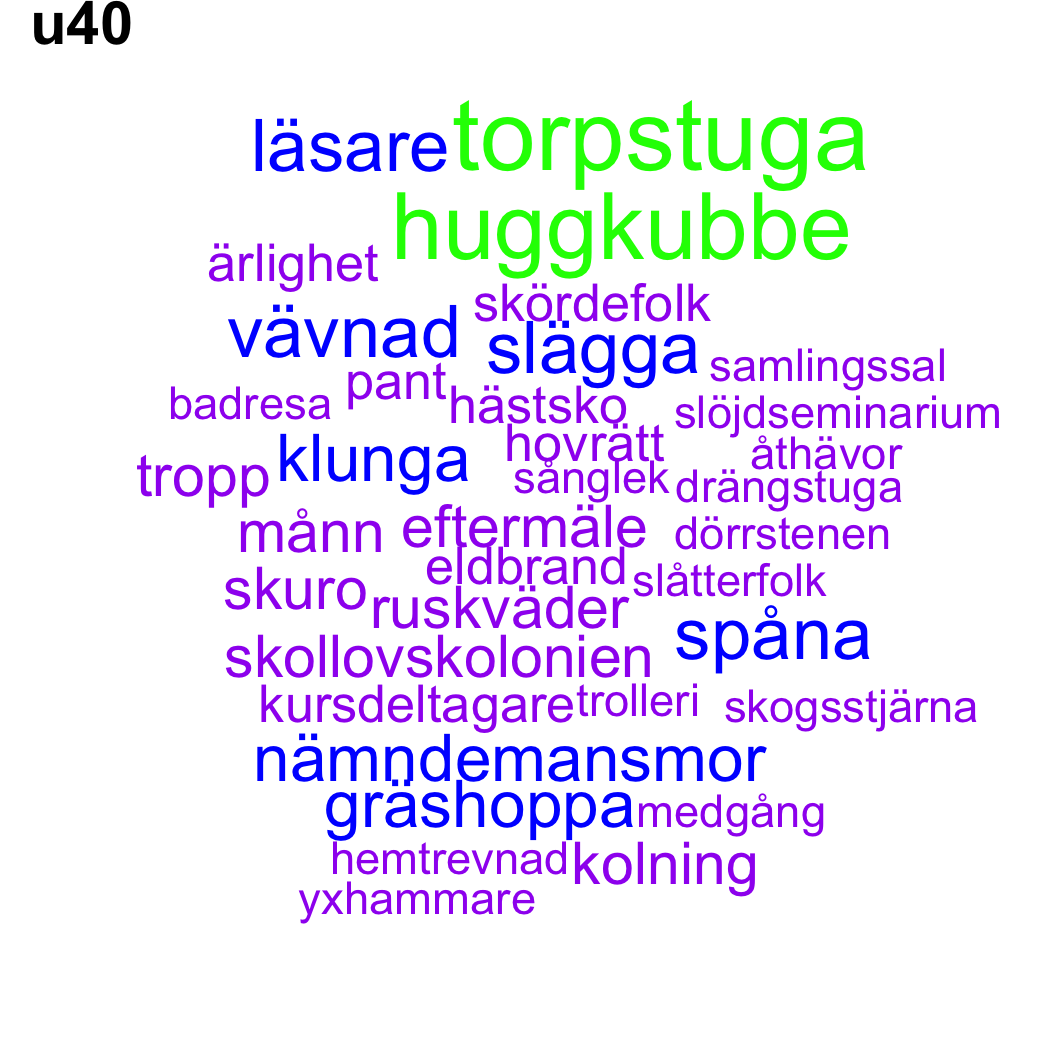 u40
läsare torpstuga
huggkubbe
ärlighet
skördefolk
vävnad slägga
samlingssal
pant
badresa hästsko slöjdseminarium
hovrätt
klunga åthävor
tropp sånglek drängstuga
månn eftermäle dörrstenen
eldbrand
skuro slåtterfolk
ruskväder
spåna
skollovskolonien
kursdeltagare trolleri skogsstjärna
nämndemansmor
gräshoppa medgång
hemtrevnad kolning
yxhammare